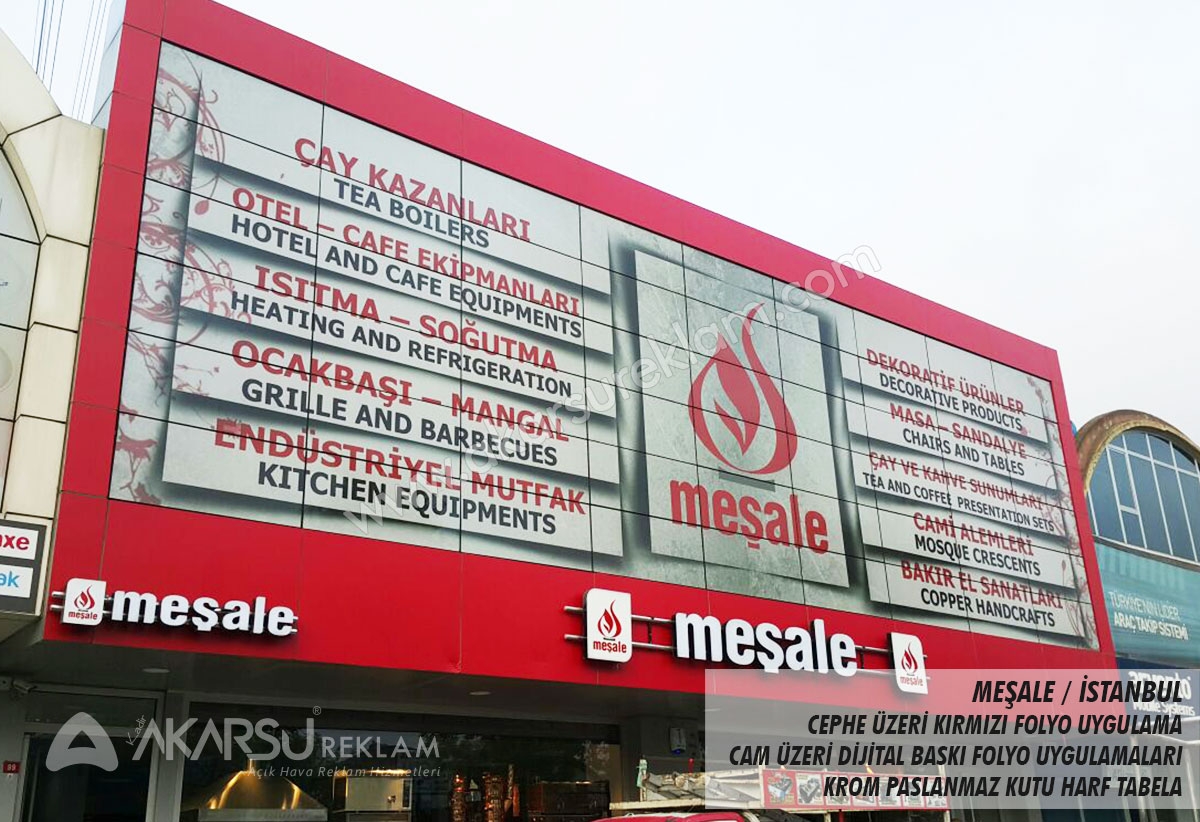 ÇAY KAZANLARI
TEA BOILERS
OTEL – CAFE EKİPMANLARI
HOTEL AND CAFE EQUIPMENTS
ISITMA – SOĞUTMA
HEATING AND REFRIGERATION
OCAKBAŞI – MANGAL
GRILLE AND BARBECUES
ENDÜSTRİYEL MUTFAK
KITCHEN EQUIPMENTS
meşale
DEKORATİF ÜRÜNLER
DECORATIVE PRODUCTS
MASA – SANDALYE
CHAIRS AND TABLES
ÇAY VE KAHVE SUNUMLARI
TEA AND COFFEE PRESENTATION SETS
CAMİ ALEMLERİ
MOSQUE CRESCENTS
BAKIR EL SANATLARI
COPPER HANDCRAFTS
www.akarsureklam.com
meşale
meşale
meşale
meşale
meşale
TÜRKİYE'NİN LİDER
ARAÇ TAKİP SİSTEMİ
Mobile Systems
99
Kadir
AKARSU®
REKLAM
Açık Hava Reklam Hizmetleri
MEŞALE / İSTANBUL
CEPHE ÜZERİ KIRMIZI FOLYO UYGULAMA
CAM ÜZERİ DİJİTAL BASKI FOLYO UYGULAMALARI
KROM PASLANMAZ KUTU HARF TABELA